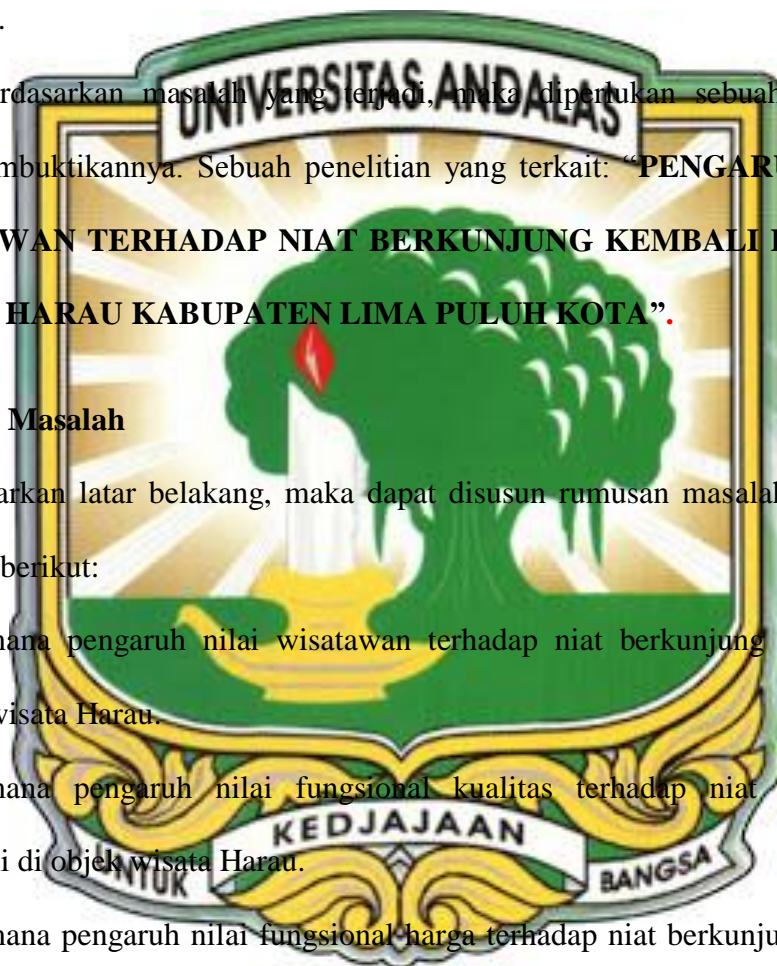 .
UNIVERSITAS ANDALAS
rdasarkan masalah yang terjadi, maka diperlukan sebuah
mbuktikannya. Sebuah penelitian yang terkait: “PENGARU
WAN TERHADAP NIAT BERKUNJUNG KEMBALI
HARAU KABUPATEN LIMA PULUH KOTA”.
Masalah
arkan latar belakang, maka dapat disusun rumusan masalah
berikut:
mana pengaruh nilai wisatawan terhadap niat berkunjung
wisata Harau.
mana pengaruh nilai fungsional kualitas terhadap niat
i di objek wisata Harau.
KEDJAJAAN
UNTUK BANGSA
mana pengaruh nilai fungsional harga terhadap niat berkunju